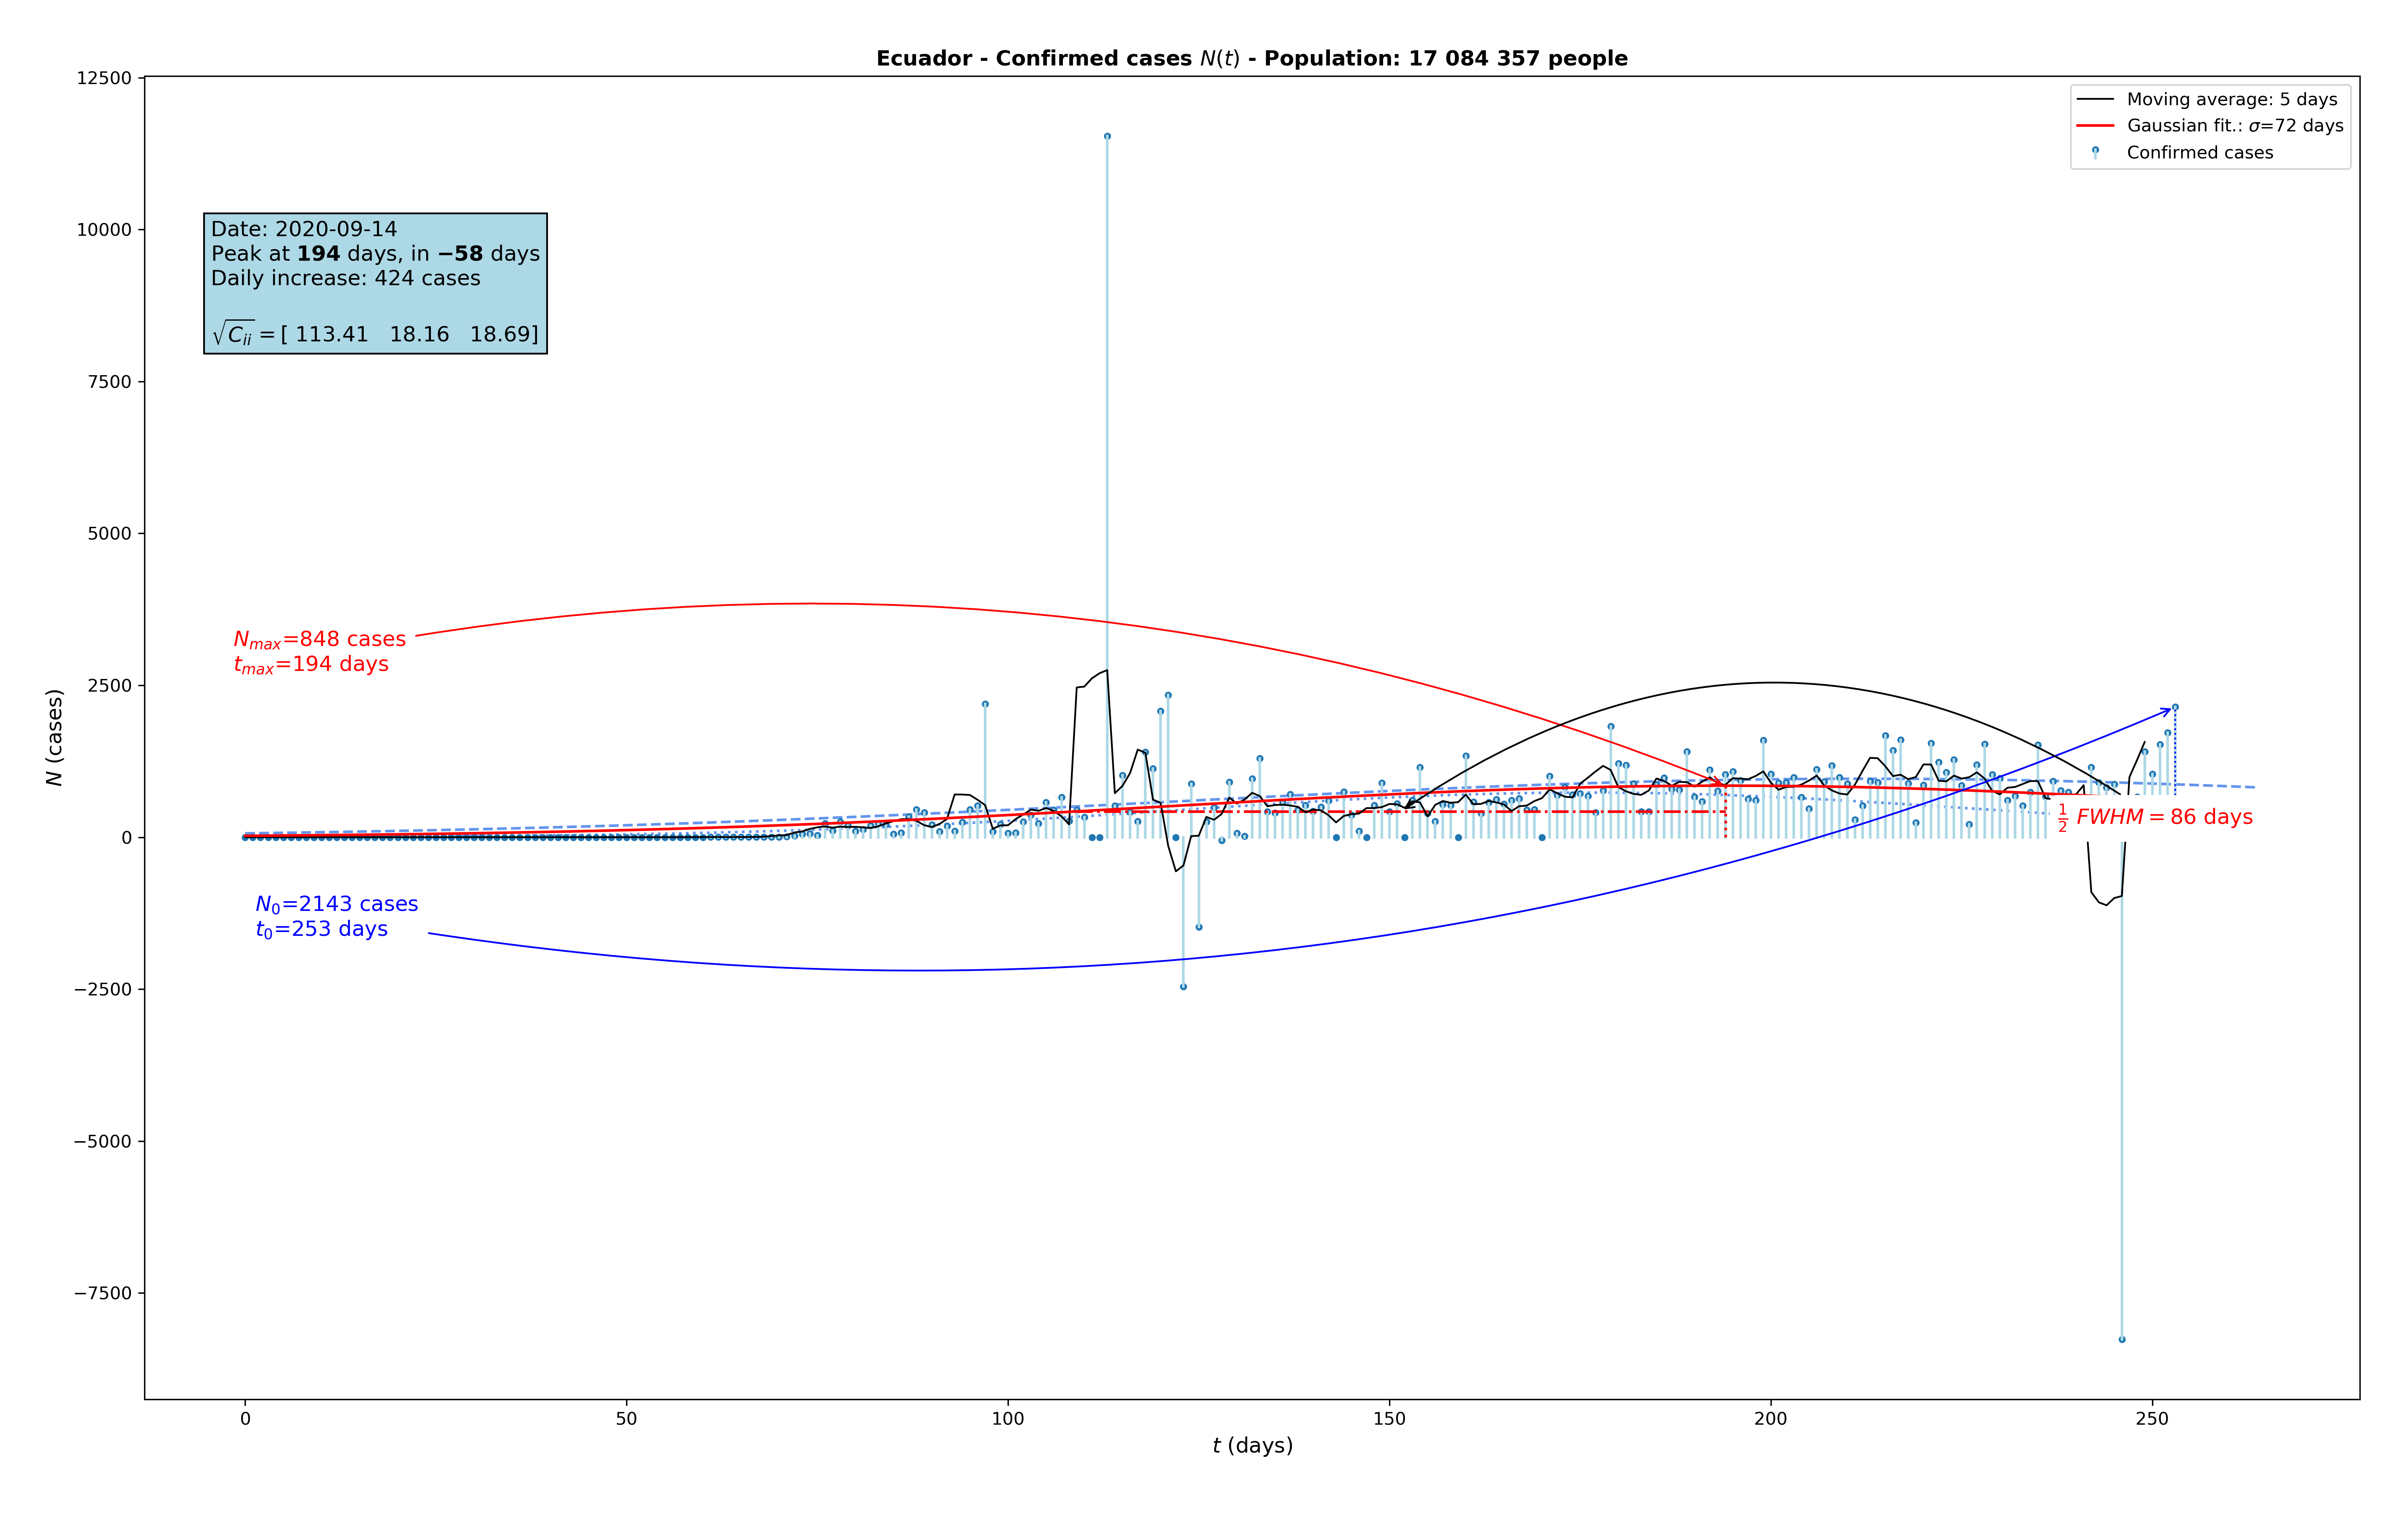 Ecuador - Confirmed cases N(t) - Population: 17 084 357 people
Moving average: 5 days
Gaussian fit.: σ=72 days
Confirmed cases
Date: 2020-09-14
Peak at 194 days, in −58 days
Daily increase: 424 cases
√C_ii = [ 113.41 18.16 18.69]
N_max=848 cases
t_max=194 days
N_0=2143 cases
t_0=253 days
1/2 FWHM = 86 days
N (cases)
12500
10000
7500
5000
2500
0
−2500
−5000
−7500
0
50
100
150
200
250
t (days)